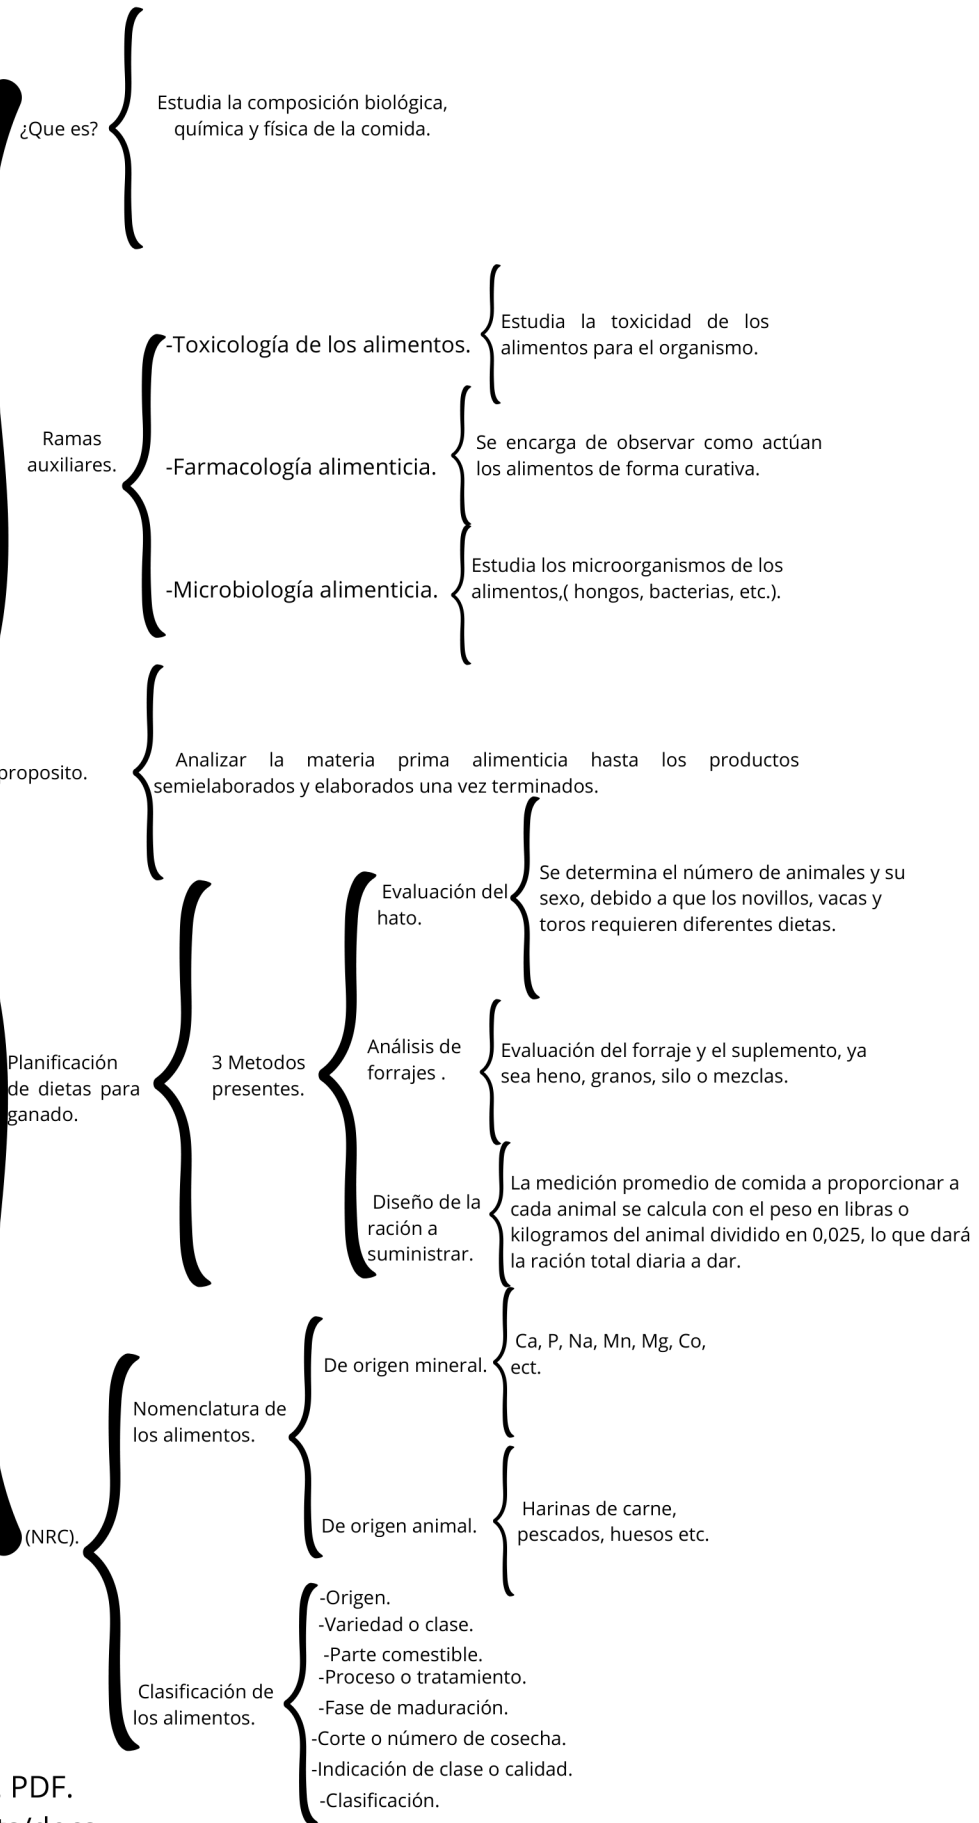 ¿Que es?
Estudia la composición biológica,
química y física de la comida.
Ramas
auxiliares.
-Toxicología de los alimentos.
Estudia la toxicidad de los
alimentos para el organismo.
-Farmacología alimenticia.
Se encarga de observar como actúan
los alimentos de forma curativa.
-Microbiología alimenticia.
Estudia los microorganismos de los
alimentos,( hongos, bacterias, etc.).
proposito.
Analizar la materia prima alimenticia hasta los productos
semielaborados y elaborados una vez terminados.
Planificación
de dietas para
ganado.
3 Metodos
presentes.
Evaluación del
hato.
Se determina el número de animales y su
sexo, debido a que los novillos, vacas y
toros requieren diferentes dietas.
Análisis de
forrajes .
Evaluación del forraje y el suplemento, ya
sea heno, granos, silo o mezclas.
Diseño de la
ración a
suministrar.
La medición promedio de comida a proporcionar a
cada animal se calcula con el peso en libras o
kilogramos del animal dividido en 0,025, lo que dará
la ración total diaria a dar.
(NRC).
Nomenclatura de
los alimentos.
De origen mineral.
Ca, P, Na, Mn, Mg, Co,
ect.
De origen animal.
Harinas de carne,
pescados, huesos etc.
Clasificación de
los alimentos.
-Origen.
-Variedad o clase.
-Parte comestible.
-Proceso o tratamiento.
-Fase de maduración.
-Corte o número de cosecha.
-Indicación de clase o calidad.
-Clasificación.
PDF.